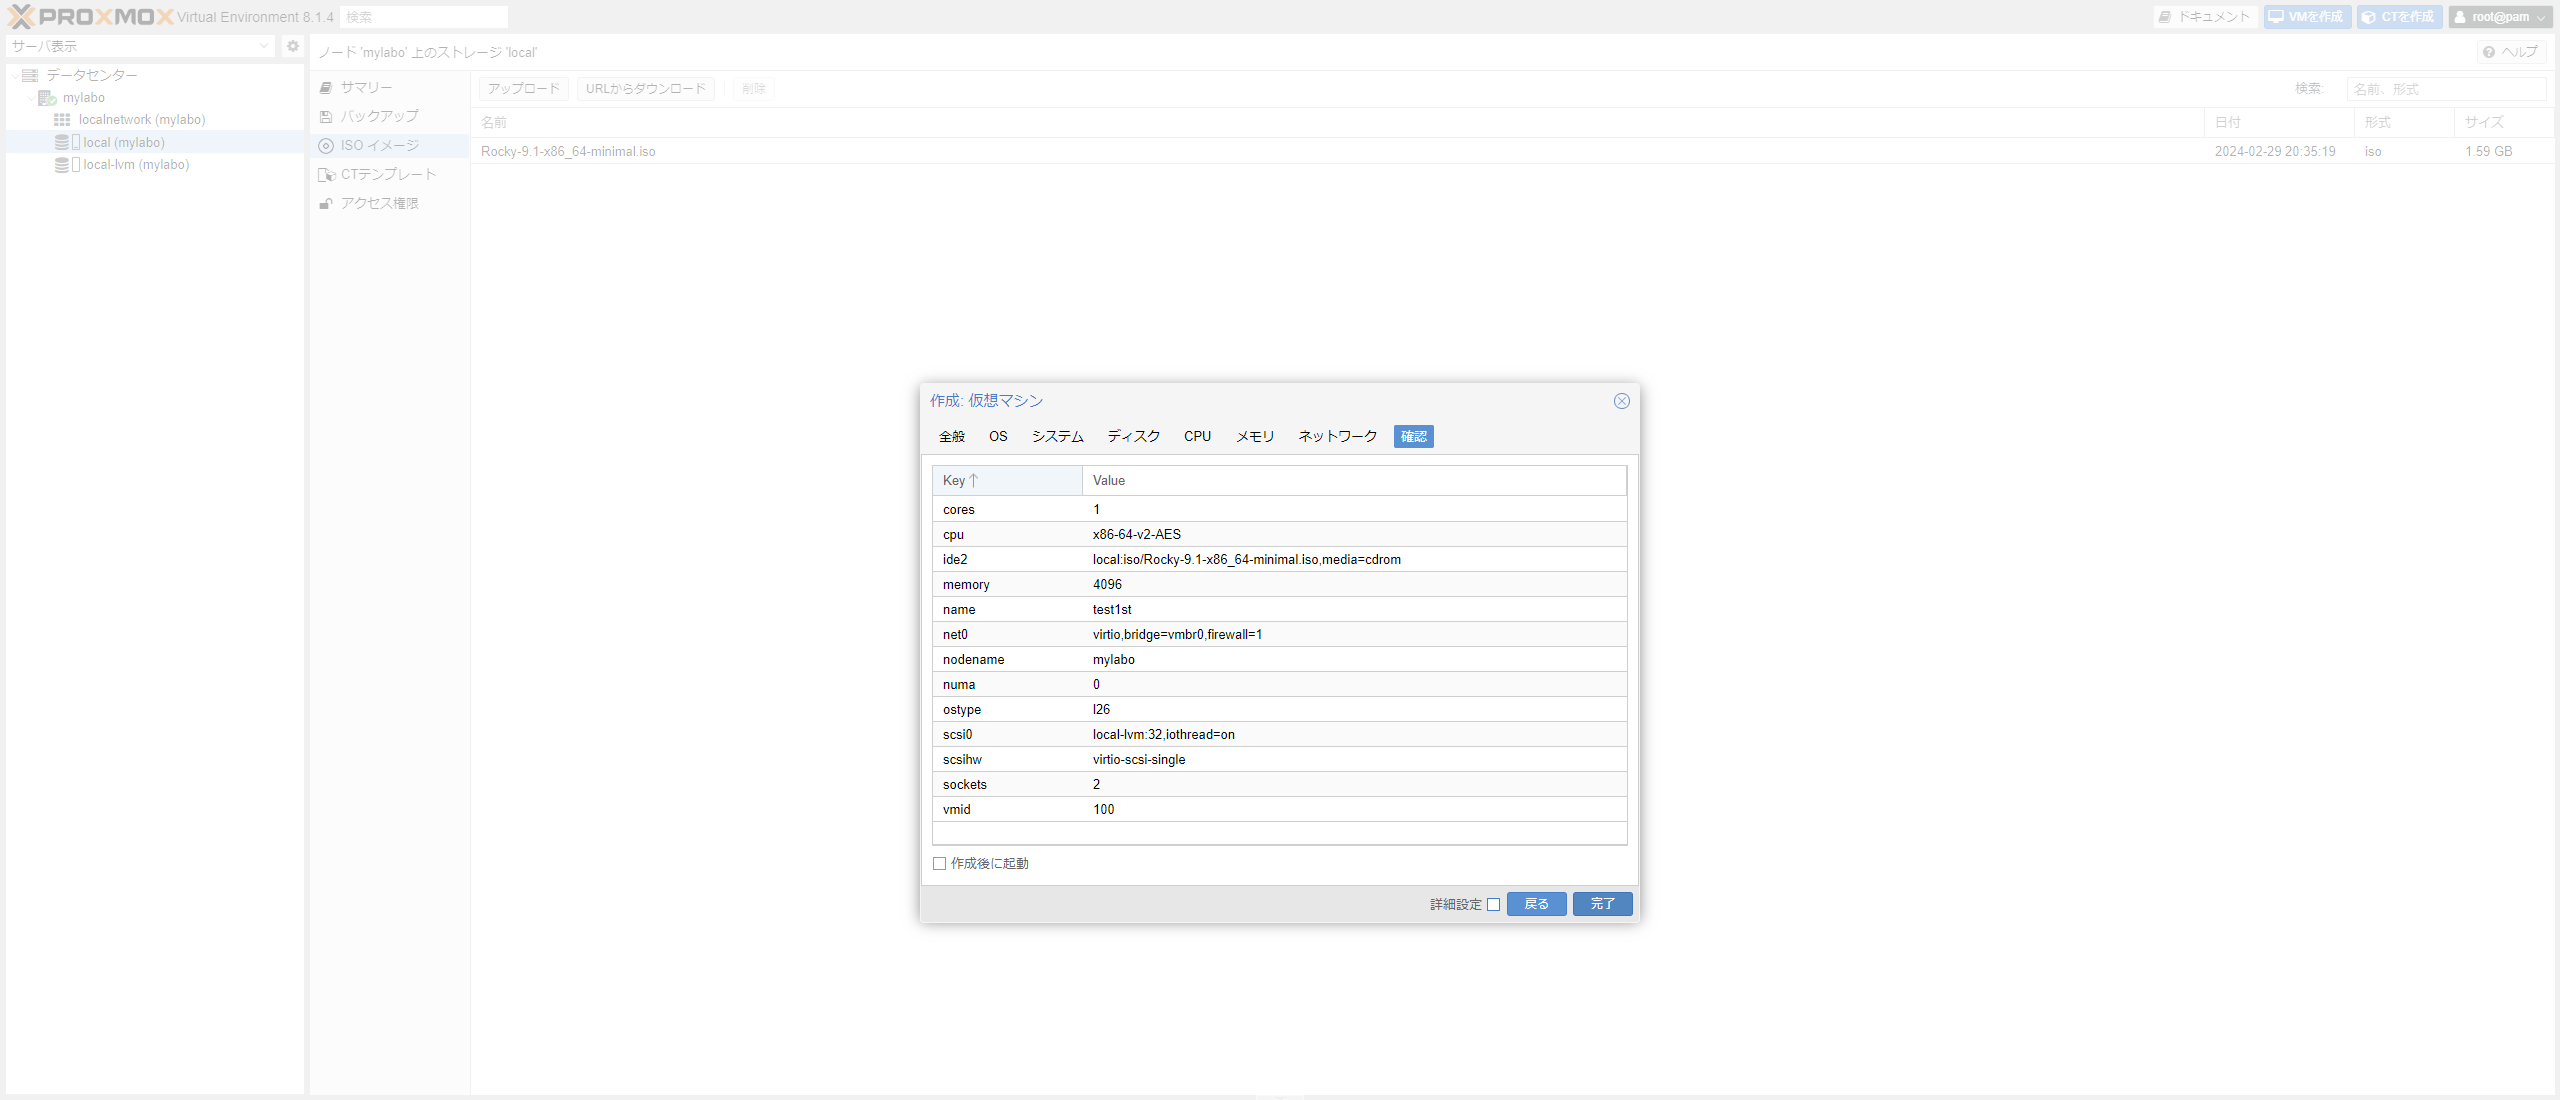 PROXMOX Virtual Environment 8.1.4 検索 ドキュメント VMを作成 CTを作成 root@pam
サーバ表示
ノード 'mylabo' 上のストレージ 'local' ヘルプ
データセンター
mylabo
localnetwork (mylabo)
local (mylabo)
local-lvm (mylabo)
サマリー
バックアップ
ISO イメージ
CTテンプレート
アクセス権限
アップロード URLからダウンロード 削除 検索: 名前、形式
名前 日付 形式 サイズ
Rocky-9.1-x86_64-minimal.iso 2024-02-29 20:35:19 iso 1.59 GB
作成: 仮想マシン
全般 OS システム ディスク CPU メモリ ネットワーク 確認
Key Value
cores 1
cpu x86-64-v2-AES
ide2 local:iso/Rocky-9.1-x86_64-minimal.iso,media=cdrom
memory 4096
name test1st
net0 virtio,bridge=vmbr0,firewall=1
nodename mylabo
numa 0
ostype l26
scsi0 local-lvm:32,iothread=on
scsihw virtio-scsi-single
sockets 2
vmid 100
作成後に起動
詳細設定 戻る 完了